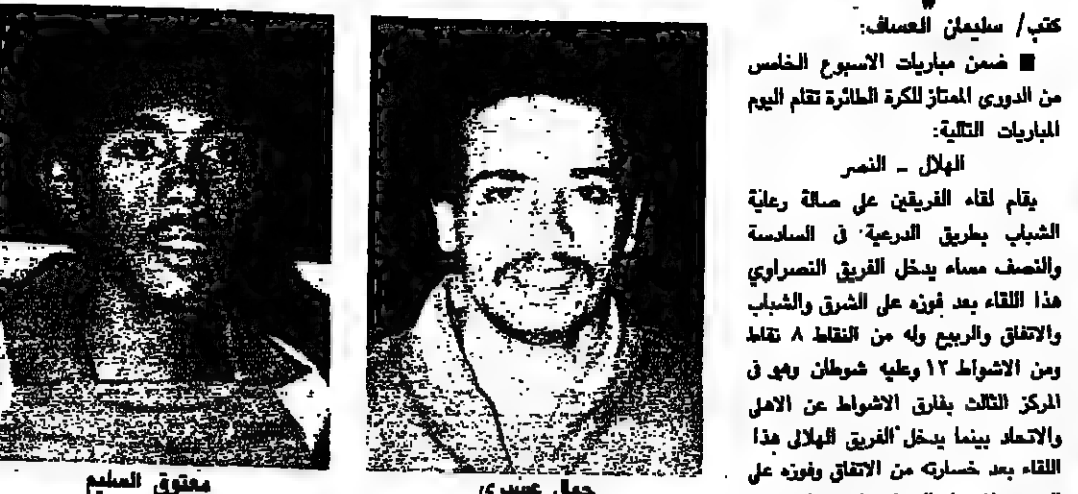 كتب/ سليمان العساف:
■ ضمن مباريات الاسبوع الخامس
من الدوري الممتاز للكرة الطائرة تقام اليوم
المباريات التالية:
الهلال ـ النصر
يقام لقاء الفريقين على صالة رعاية
الشباب بطريق الدرعية في السادسة
والنصف مساء يدخل الفريق النصراوي
هذا اللقاء بعد فوزه على الشرق والشباب
والاتفاق والربيع وله من النقاط ٨ نقاط
ومن الاشواط ١٢ وعليه شوطان وهو في
المركز الثالث بفارق الاشواط عن الاهلى
والاتحاد بينما يدخل الفريق الهلالى هذا
اللقاء بعد خسارته من الاتفاق وفوزه على
معتوق السليم
جمال